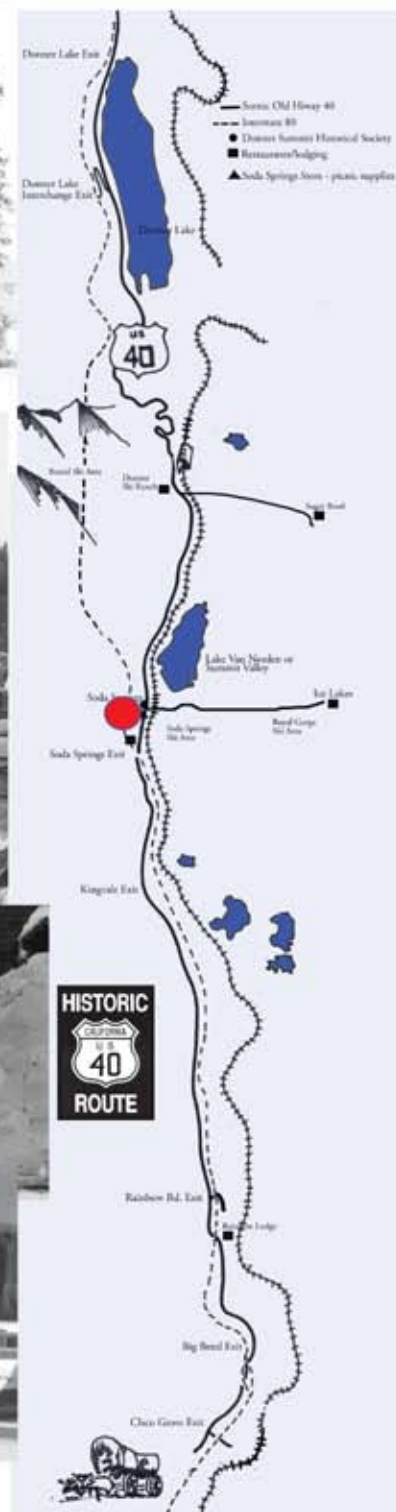 Donner Lake Exit
Scenic Old Hiway 40
Interstate 80
Donner Summit Historical Society
Restaurant/lodging
Soda Springs Store - picnic supplies
Donner Lake
Interchange Exit
Donner Lake
US
40
Boreal Ski Area
Donner
Ski Ranch
Sugar Bowl
Lake Van Norden or
Summit Valley
Soda
Ice Lakes
Soda Springs
Ski Area
Royal Gorge
Ski Area
Soda Springs Exit
Kingvale Exit
HISTORIC
CALIFORNIA
US
40
ROUTE
Rainbow Rd. Exit
Rainbow Lodge
Big Bend Exit
Cisco Grove Exit